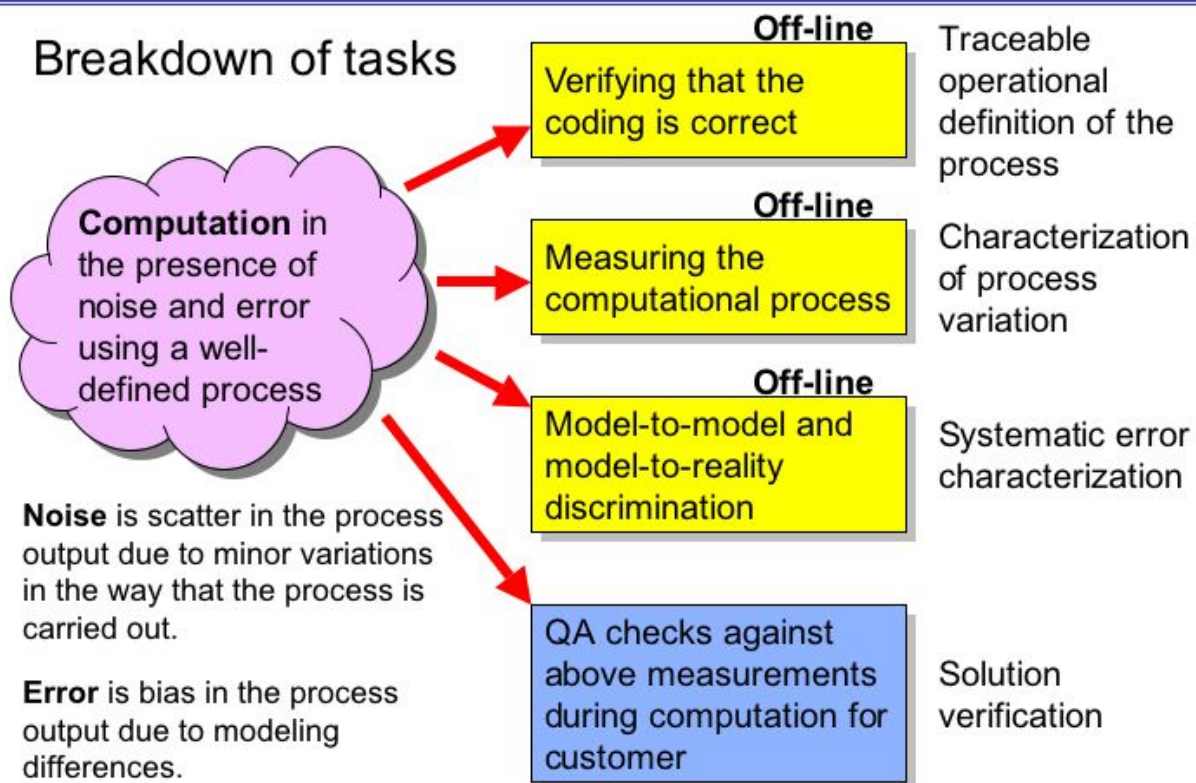 Breakdown of tasks
Computation in
the presence of
noise and error
using a well-
defined process
Noise is scatter in the process
output due to minor variations
in the way that the process is
carried out.
Error is bias in the process
output due to modeling
differences.
Off-line
Verifying that the
coding is correct
Traceable
operational
definition of the
process
Off-line
Measuring the
computational process
Characterization
of process
variation
Off-line
Model-to-model and
model-to-reality
discrimination
Systematic error
characterization
QA checks against
above measurements
during computation for
customer
Solution
verification